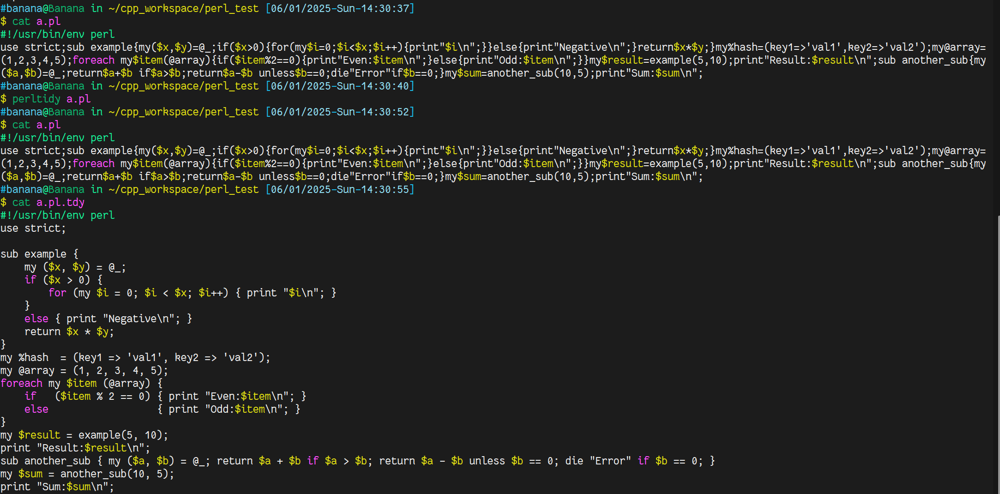 #banana@Banana in ~/cpp_workspace/perl_test [06/01/2025-Sun-14:30:37]
$ cat a.pl
#!/usr/bin/env perl
use strict;sub example{my($x,$y)=@_;if($x>0){for(my$i=0;$i<$x;$i++){print"$i\n";}}else{print"Negative\n";}return$x*$y;}my%hash=(key1=>'val1',key2=>'val2');my@array=
(1,2,3,4,5);foreach my$item(@array){if($item%2==0){print"Even:$item\n";}else{print"Odd:$item\n";}}my$result=example(5,10);print"Result:$result\n";sub another_sub{my
($a,$b)=@_;return$a+$b if$a>$b;return$a-$b unless$b==0;die"Error"if$b==0;}my$sum=another_sub(10,5);print"Sum:$sum\n";
#banana@Banana in ~/cpp_workspace/perl_test [06/01/2025-Sun-14:30:40]
$ perltidy a.pl
#banana@Banana in ~/cpp_workspace/perl_test [06/01/2025-Sun-14:30:52]
$ cat a.pl
#!/usr/bin/env perl
use strict;sub example{my($x,$y)=@_;if($x>0){for(my$i=0;$i<$x;$i++){print"$i\n";}}else{print"Negative\n";}return$x*$y;}my%hash=(key1=>'val1',key2=>'val2');my@array=
(1,2,3,4,5);foreach my$item(@array){if($item%2==0){print"Even:$item\n";}else{print"Odd:$item\n";}}my$result=example(5,10);print"Result:$result\n";sub another_sub{my
($a,$b)=@_;return$a+$b if$a>$b;return$a-$b unless$b==0;die"Error"if$b==0;}my$sum=another_sub(10,5);print"Sum:$sum\n";
#banana@Banana in ~/cpp_workspace/perl_test [06/01/2025-Sun-14:30:55]
$ cat a.pl.tdy
#!/usr/bin/env perl
use strict;

sub example {
    my ($x, $y) = @_;
    if ($x > 0) {
        for (my $i = 0; $i < $x; $i++) { print "$i\n"; }
    }
    else { print "Negative\n"; }
    return $x * $y;
}
my %hash  = (key1 => 'val1', key2 => 'val2');
my @array = (1, 2, 3, 4, 5);
foreach my $item (@array) {
    if   ($item % 2 == 0) { print "Even:$item\n"; }
    else                  { print "Odd:$item\n"; }
}
my $result = example(5, 10);
print "Result:$result\n";
sub another_sub { my ($a, $b) = @_; return $a + $b if $a > $b; return $a - $b unless $b == 0; die "Error" if $b == 0; }
my $sum = another_sub(10, 5);
print "Sum:$sum\n";